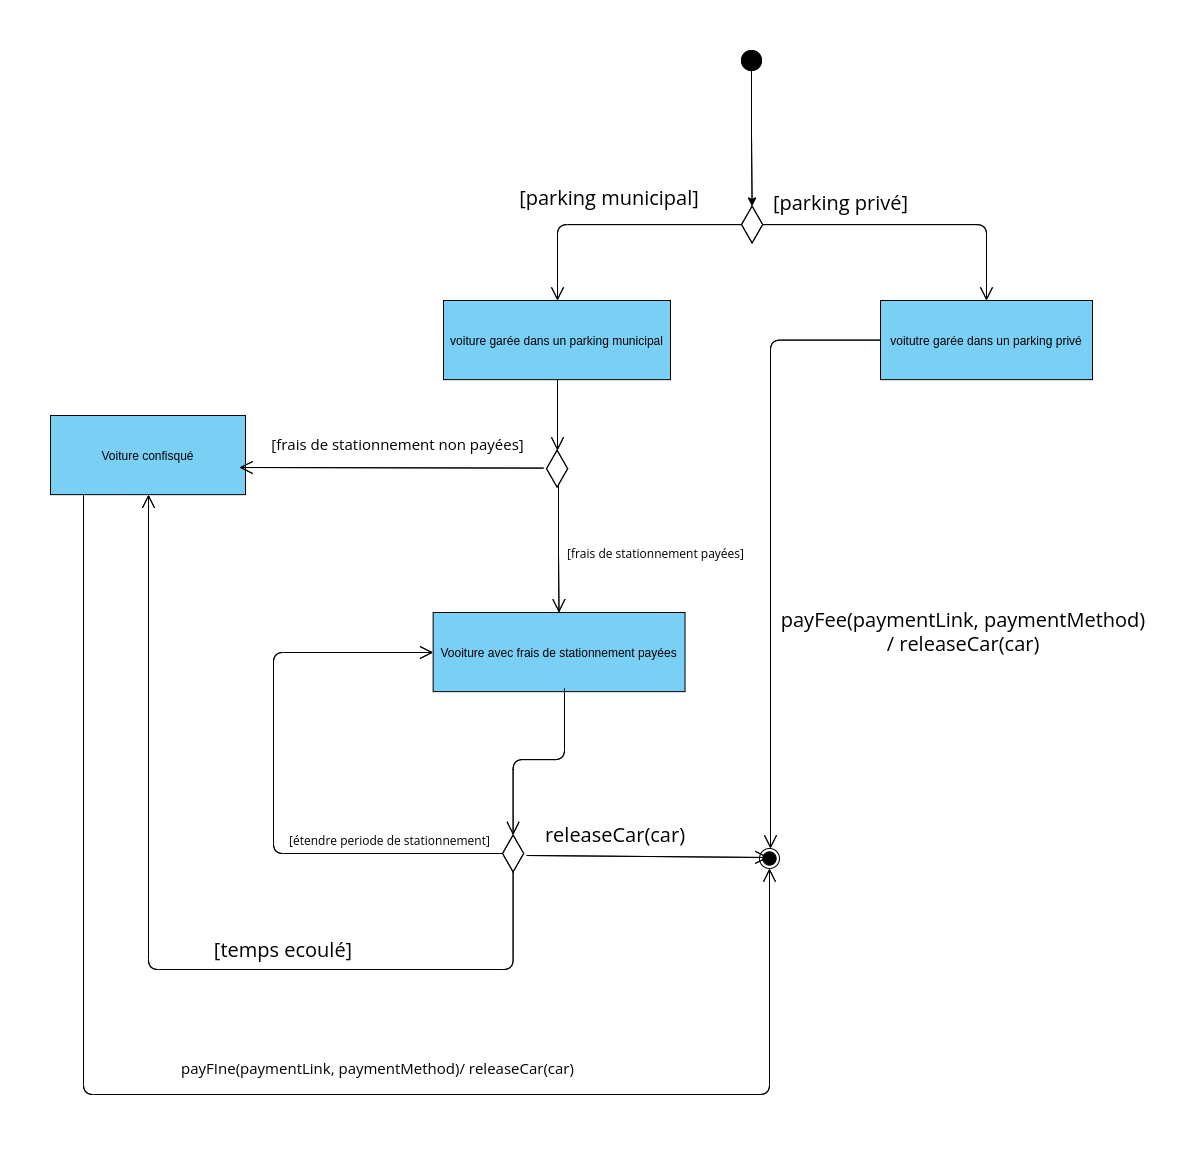 [parking municipal]
[parking privé]
voiture garée dans un parking municipal
voitutre garée dans un parking privé
[frais de stationnement non payées]
Voiture confisqué
[frais de stationnement payées]
payFee(paymentLink, paymentMethod)
/ releaseCar(car)
Vooiture avec frais de stationnement payées
[étendre periode de stationnement]
releaseCar(car)
[temps ecoulé]
payFIne(paymentLink, paymentMethod)/ releaseCar(car)